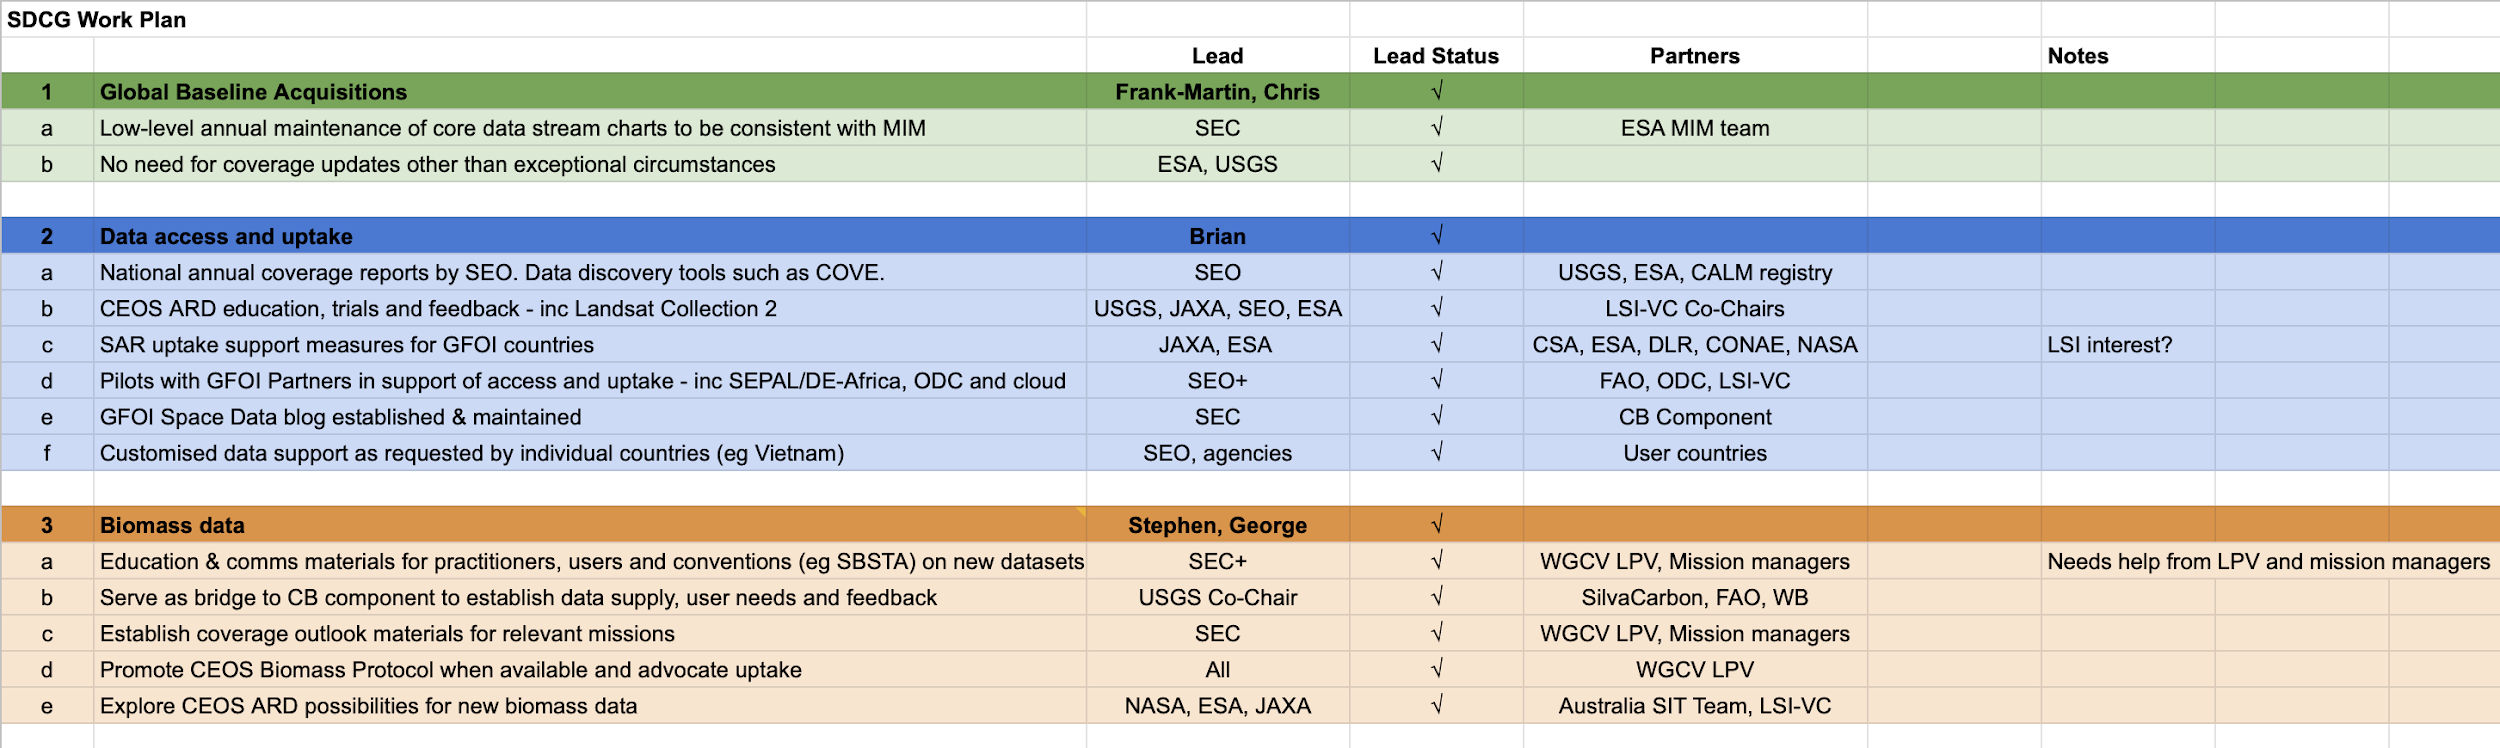 SDCG Work Plan
Lead Lead Status Partners Notes
1 Global Baseline Acquisitions Frank-Martin, Chris √
a Low-level annual maintenance of core data stream charts to be consistent with MIM SEC √ ESA MIM team
b No need for coverage updates other than exceptional circumstances ESA, USGS √
2 Data access and uptake Brian √
a National annual coverage reports by SEO. Data discovery tools such as COVE. SEO √ USGS, ESA, CALM registry
b CEOS ARD education, trials and feedback - inc Landsat Collection 2 USGS, JAXA, SEO, ESA √ LSI-VC Co-Chairs
c SAR uptake support measures for GFOI countries JAXA, ESA √ CSA, ESA, DLR, CONAE, NASA LSI interest?
d Pilots with GFOI Partners in support of access and uptake - inc SEPAL/DE-Africa, ODC and cloud SEO+ √ FAO, ODC, LSI-VC
e GFOI Space Data blog established & maintained SEC √ CB Component
f Customised data support as requested by individual countries (eg Vietnam) SEO, agencies √ User countries
3 Biomass data Stephen, George √
a Education & comms materials for practitioners, users and conventions (eg SBSTA) on new datasets SEC+ √ WGCV LPV, Mission managers Needs help from LPV and mission managers
b Serve as bridge to CB component to establish data supply, user needs and feedback USGS Co-Chair √ SilvaCarbon, FAO, WB
c Establish coverage outlook materials for relevant missions SEC √ WGCV LPV, Mission managers
d Promote CEOS Biomass Protocol when available and advocate uptake All √ WGCV LPV
e Explore CEOS ARD possibilities for new biomass data NASA, ESA, JAXA √ Australia SIT Team, LSI-VC